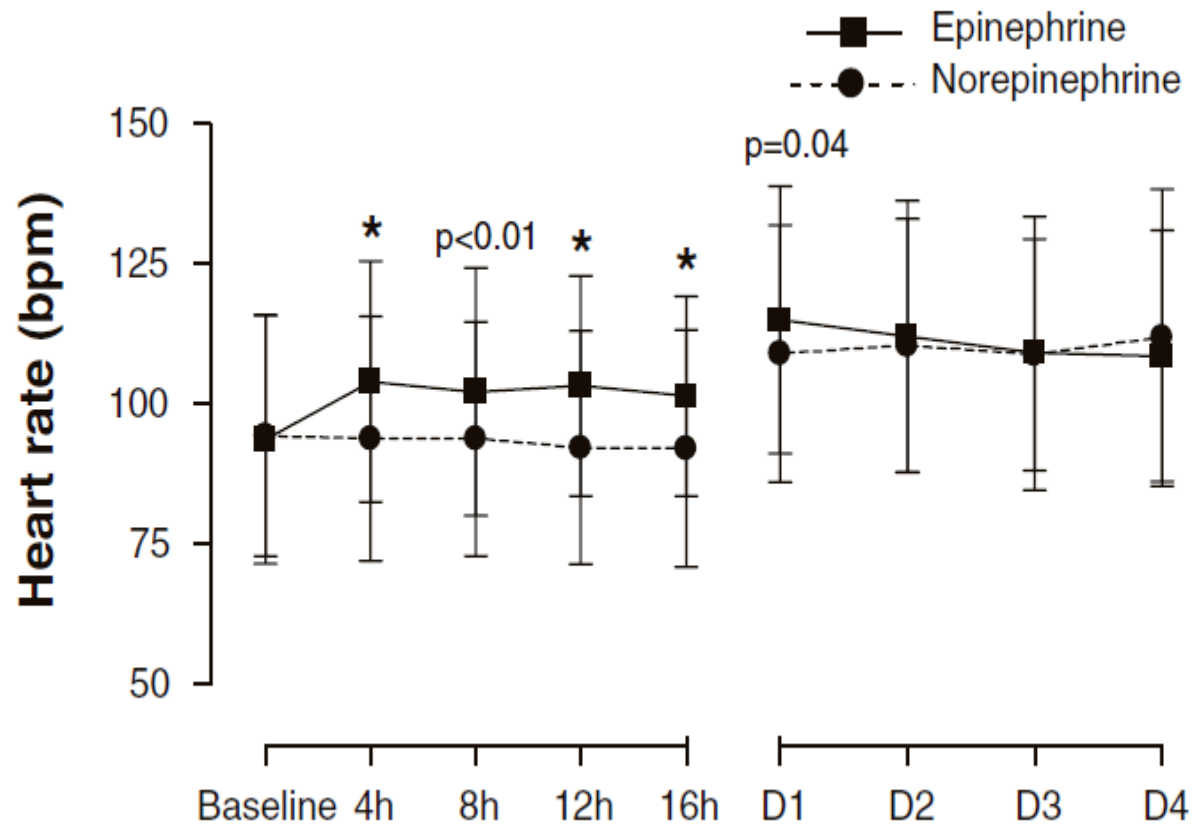 Epinephrine
Norepinephrine
150
p=0.04
*
p<0.01
*
*
125
100
75
50
Heart rate (bpm)
Baseline 4h 8h 12h 16h D1 D2 D3 D4